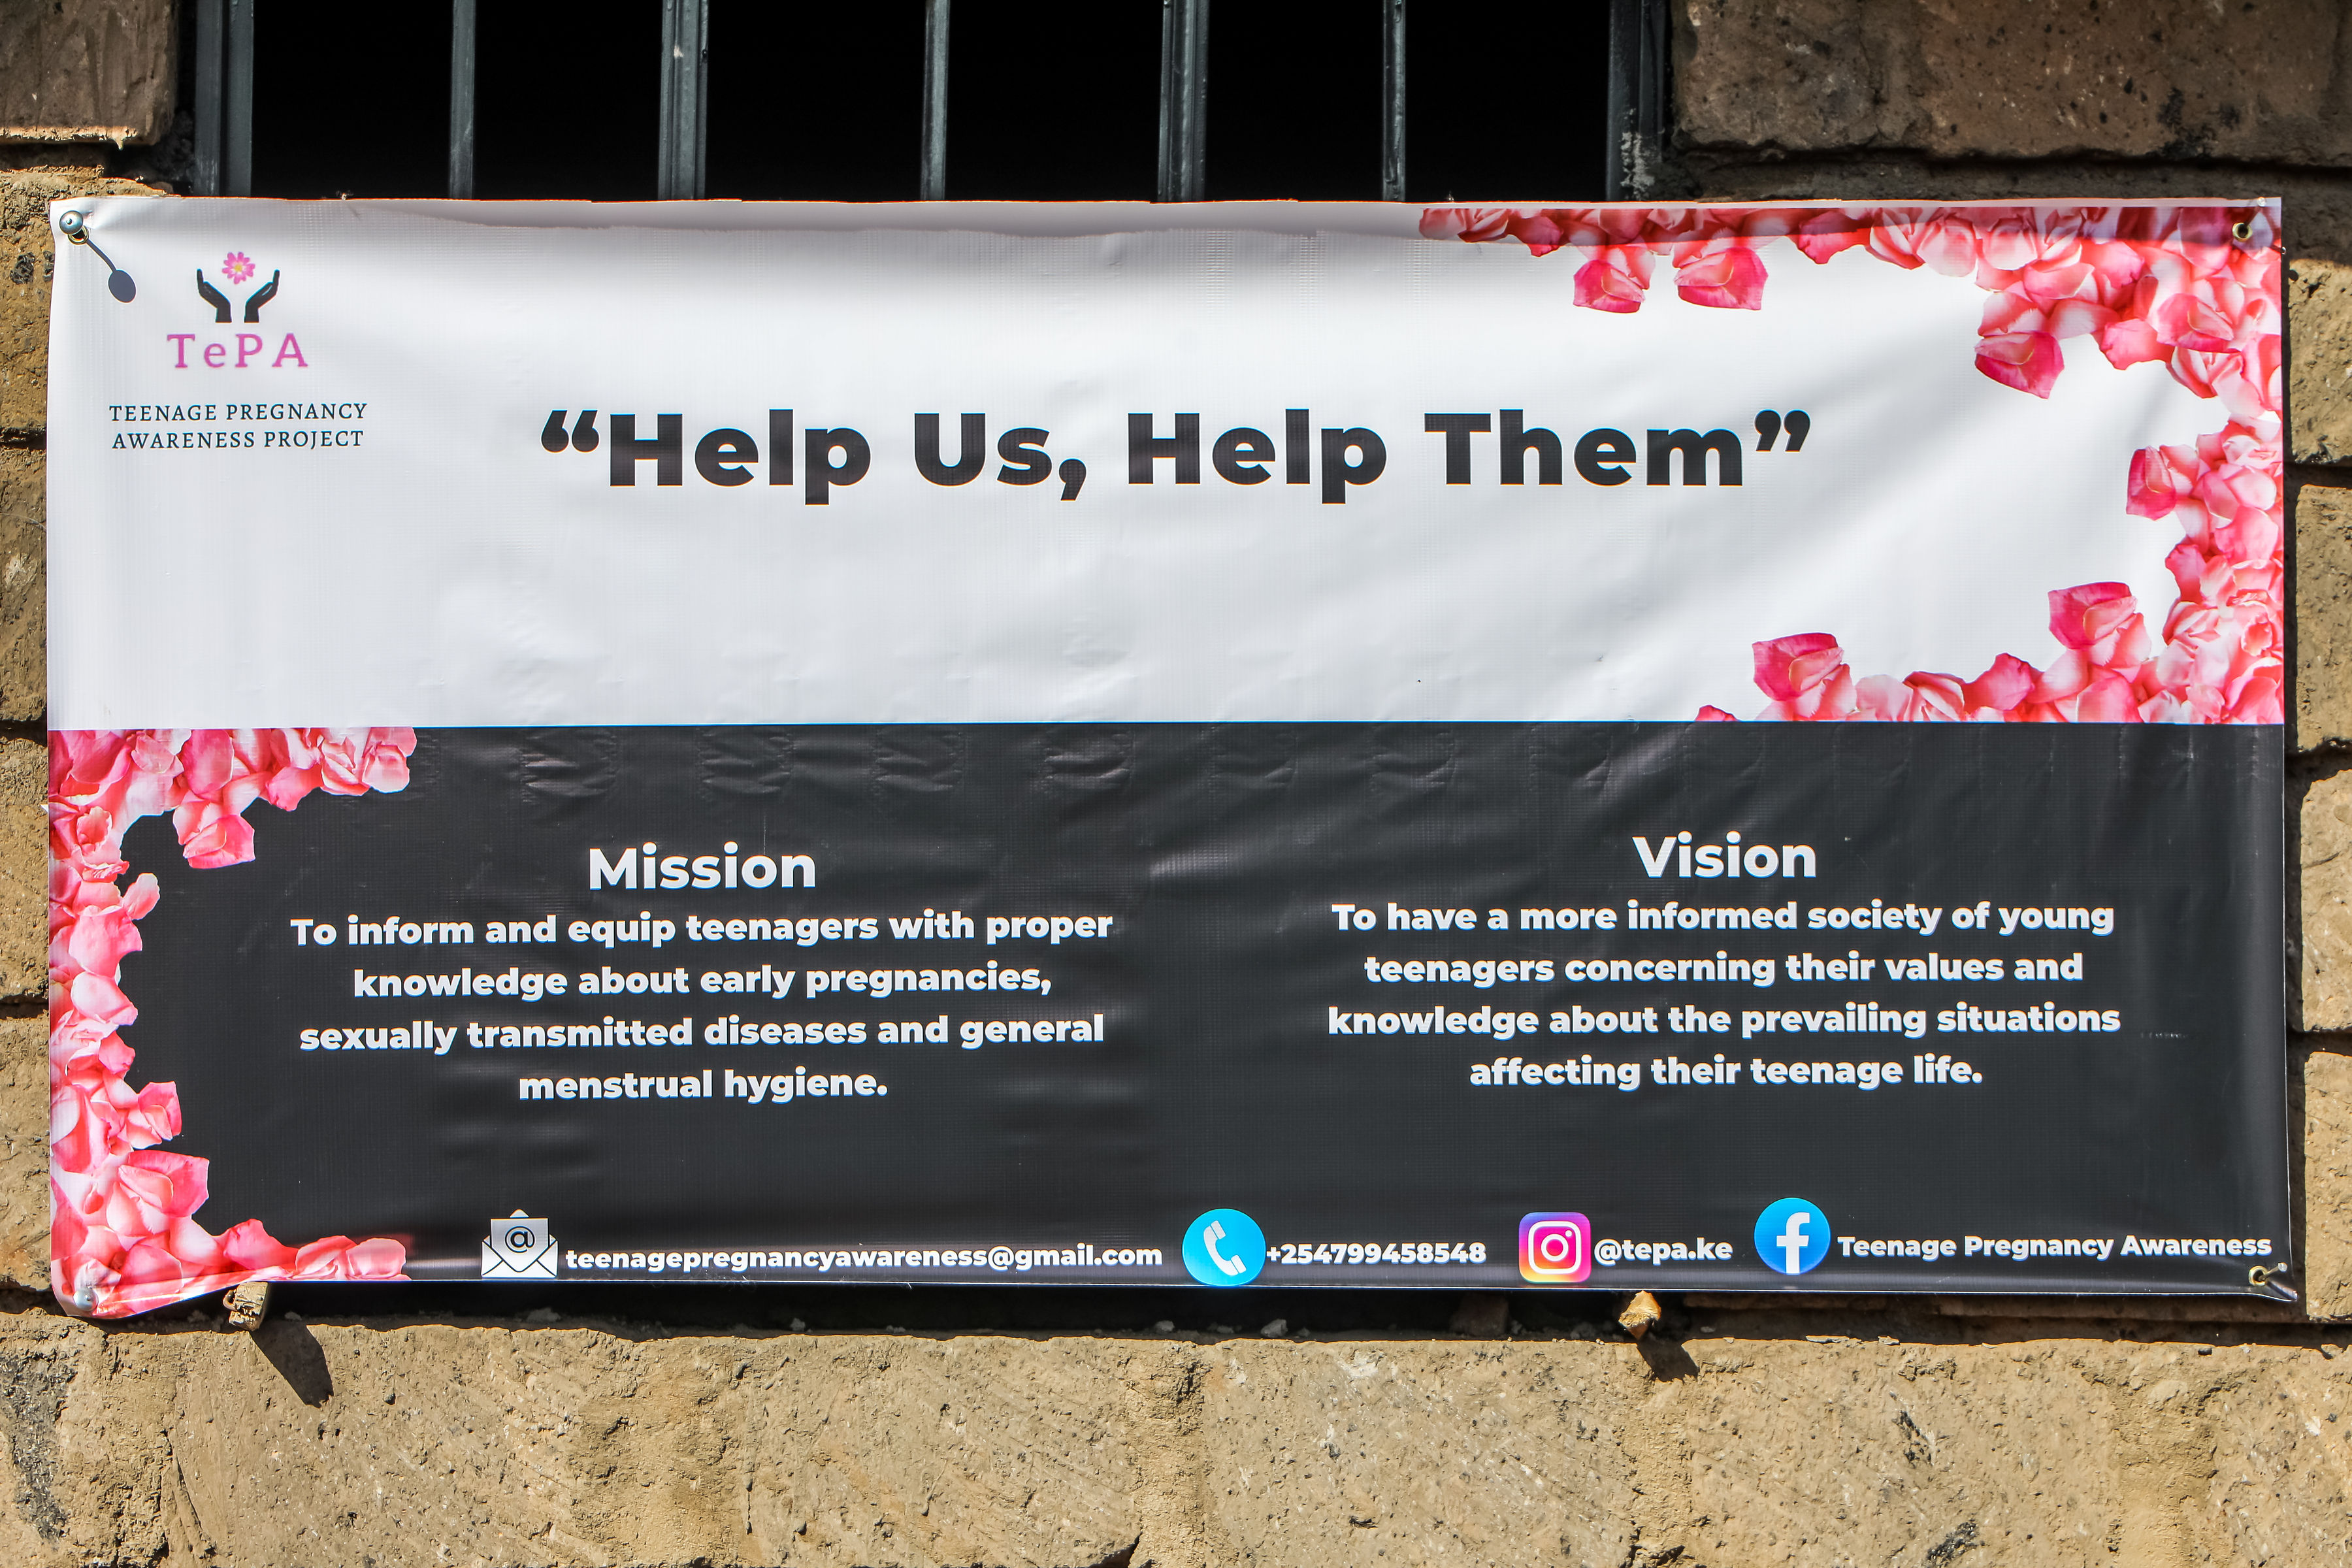 TePA
TEENAGE PREGNANCY
AWARENESS PROJECT
“Help Us, Help Them”
Mission
To inform and equip teenagers with proper
knowledge about early pregnancies,
sexually transmitted diseases and general
menstrual hygiene.
Vision
To have a more informed society of young
teenagers concerning their values and
knowledge about the prevailing situations
affecting their teenage life.
@ teenagepregnancyawareness@gmail.com +254799458548 @tepa.ke f Teenage Pregnancy Awareness